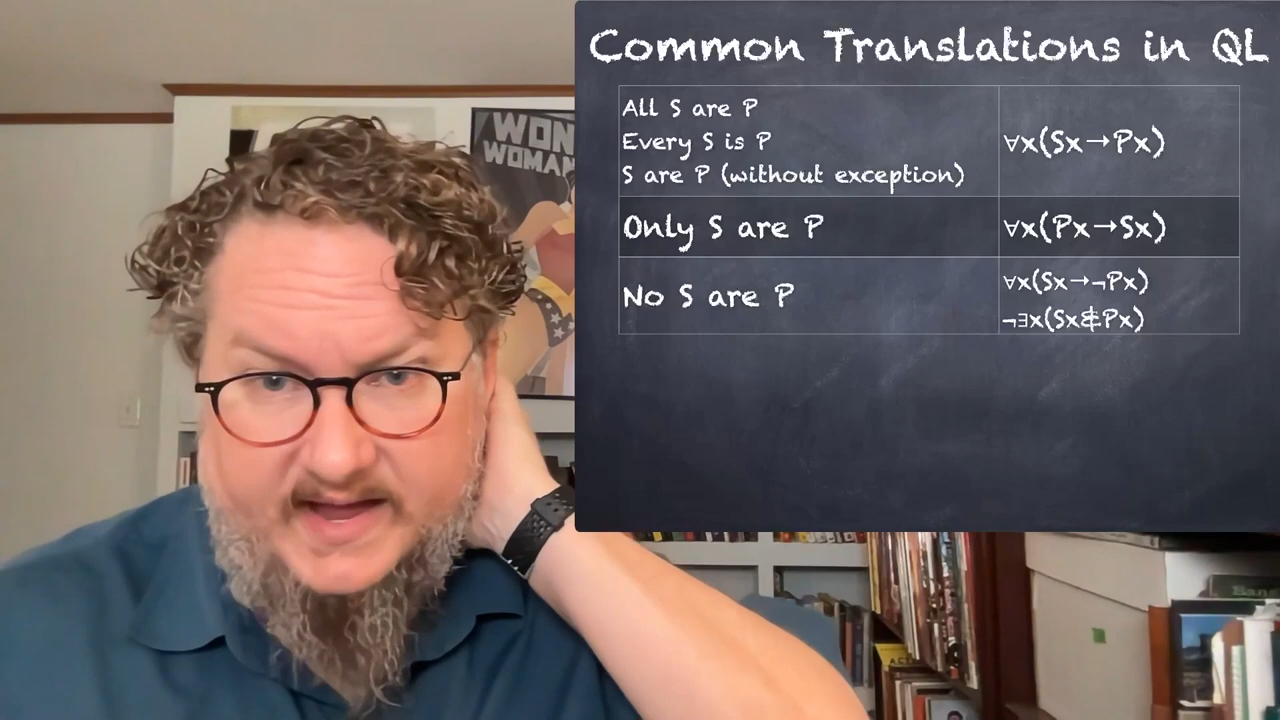 Common Translations in QL
All S are P
Every S is P
S are P (without exception)
∀x(Sx→Px)
Only S are P
∀x(Px→Sx)
No S are P
∀x(Sx→¬Px)
¬∃x(Sx&Px)
WON
WOMA